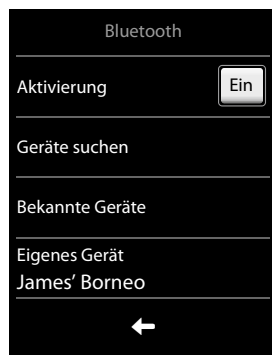 Bluetooth
Aktivierung
Ein
Geräte suchen
Bekannte Geräte
Eigenes Gerät
James’ Borneo